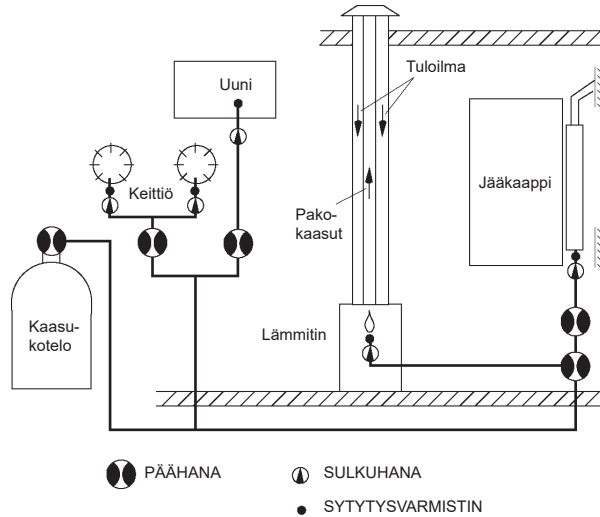 Tuloilma
Uuni
Keittiö
Jääkaappi
Pako-
kaasut
Kaasu-
kotelo
Lämmitin
PÄÄHANA
SULKUHANA
SYTYTYSVARMISTIN